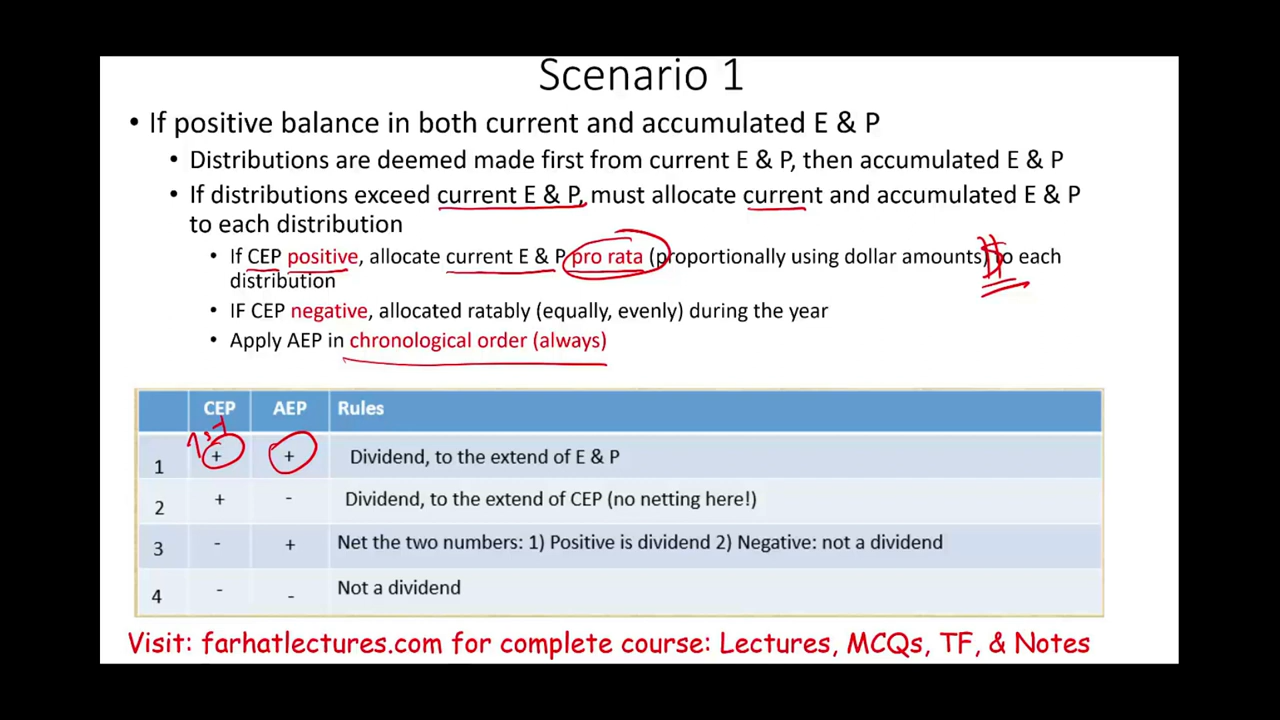 Scenario 1
• If positive balance in both current and accumulated E & P
• Distributions are deemed made first from current E & P, then accumulated E & P
• If distributions exceed current E & P, must allocate current and accumulated E & P
to each distribution
• If CEP positive, allocate current E & P pro rata (proportionally using dollar amounts) to each
distribution
• IF CEP negative, allocated ratably (equally, evenly) during the year
• Apply AEP in chronological order (always)
$
CEP AEP Rules
1st
1 + + Dividend, to the extend of E & P
2 + - Dividend, to the extend of CEP (no netting here!)
3 - + Net the two numbers: 1) Positive is dividend 2) Negative: not a dividend
4 - - Not a dividend
Visit: farhatlectures.com for complete course: Lectures, MCQs, TF, & Notes